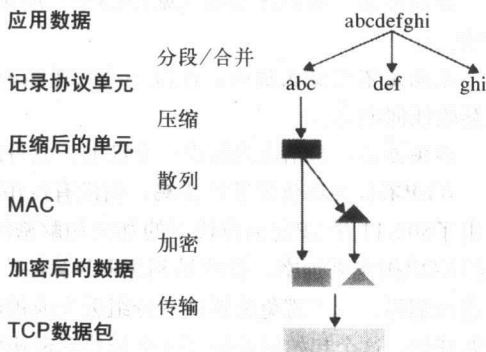 应用数据 abcdefghi
分段/合并
记录协议单元 abc def ghi
压缩
压缩后的单元
散列
MAC
加密
加密后的数据
传输
TCP数据包